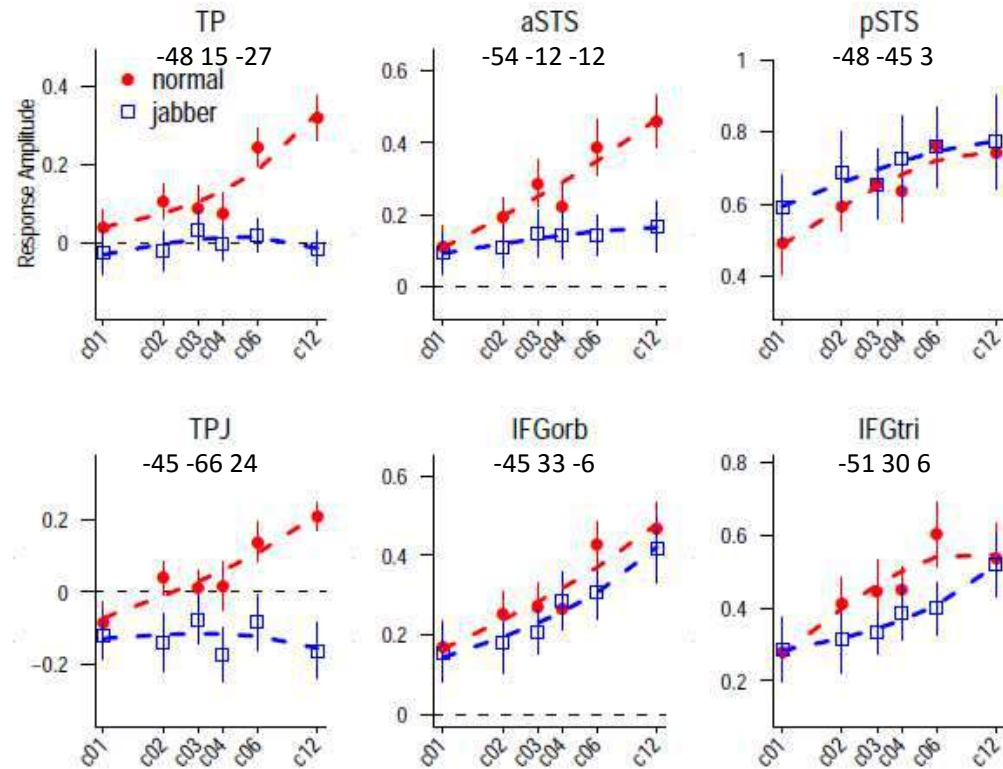 TP
-48 15 -27
normal
jabber
Response Amplitude
0.4
0.2
0
c01
c02
c03
c04
c06
c12
aSTS
-54 -12 -12
0.6
0.4
0.2
0
c01
c02
c03
c04
c06
c12
pSTS
-48 -45 3
1
0.8
0.6
0.4
c01
c02
c03
c04
c06
c12
TPJ
-45 -66 24
0.2
0
-0.2
c01
c02
c03
c04
c06
c12
IFGorb
-45 33 -6
0.6
0.4
0.2
0
c01
c02
c03
c04
c06
c12
IFGtri
-51 30 6
0.8
0.6
0.4
0.2
c01
c02
c03
c04
c06
c12